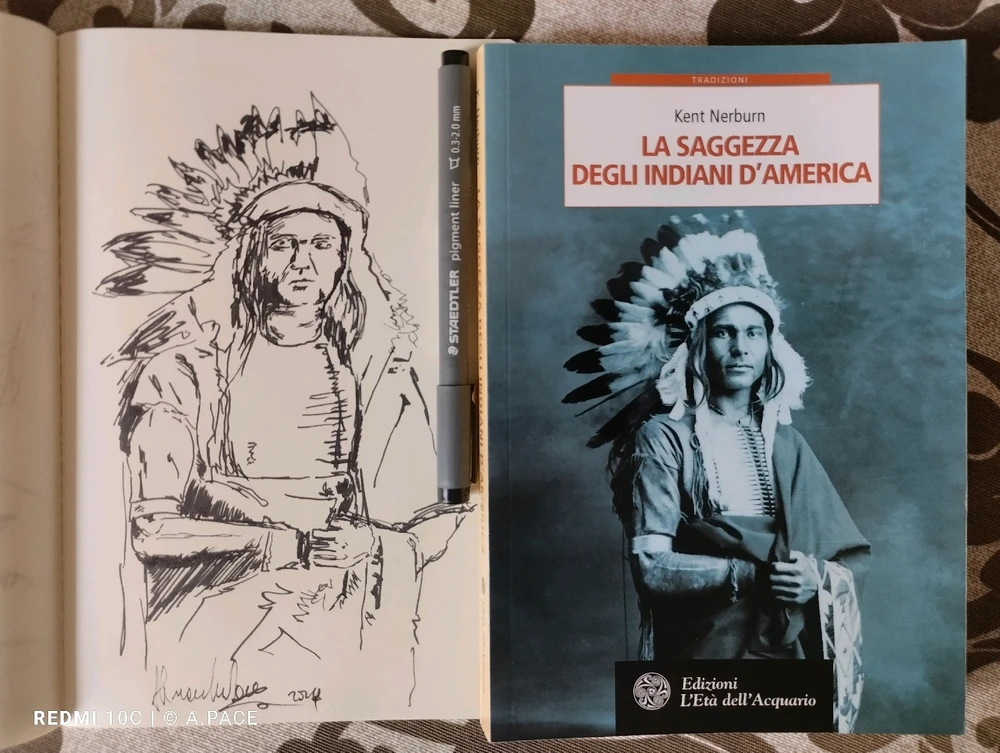 STAEDTLER pigment liner 0.3-2.0 mm
2024
REDMI 10C | © A.PACE
TRADIZIONI
Kent Nerburn
LA SAGGEZZA
DEGLI INDIANI D'AMERICA
Edizioni
L'Età dell'Acquario